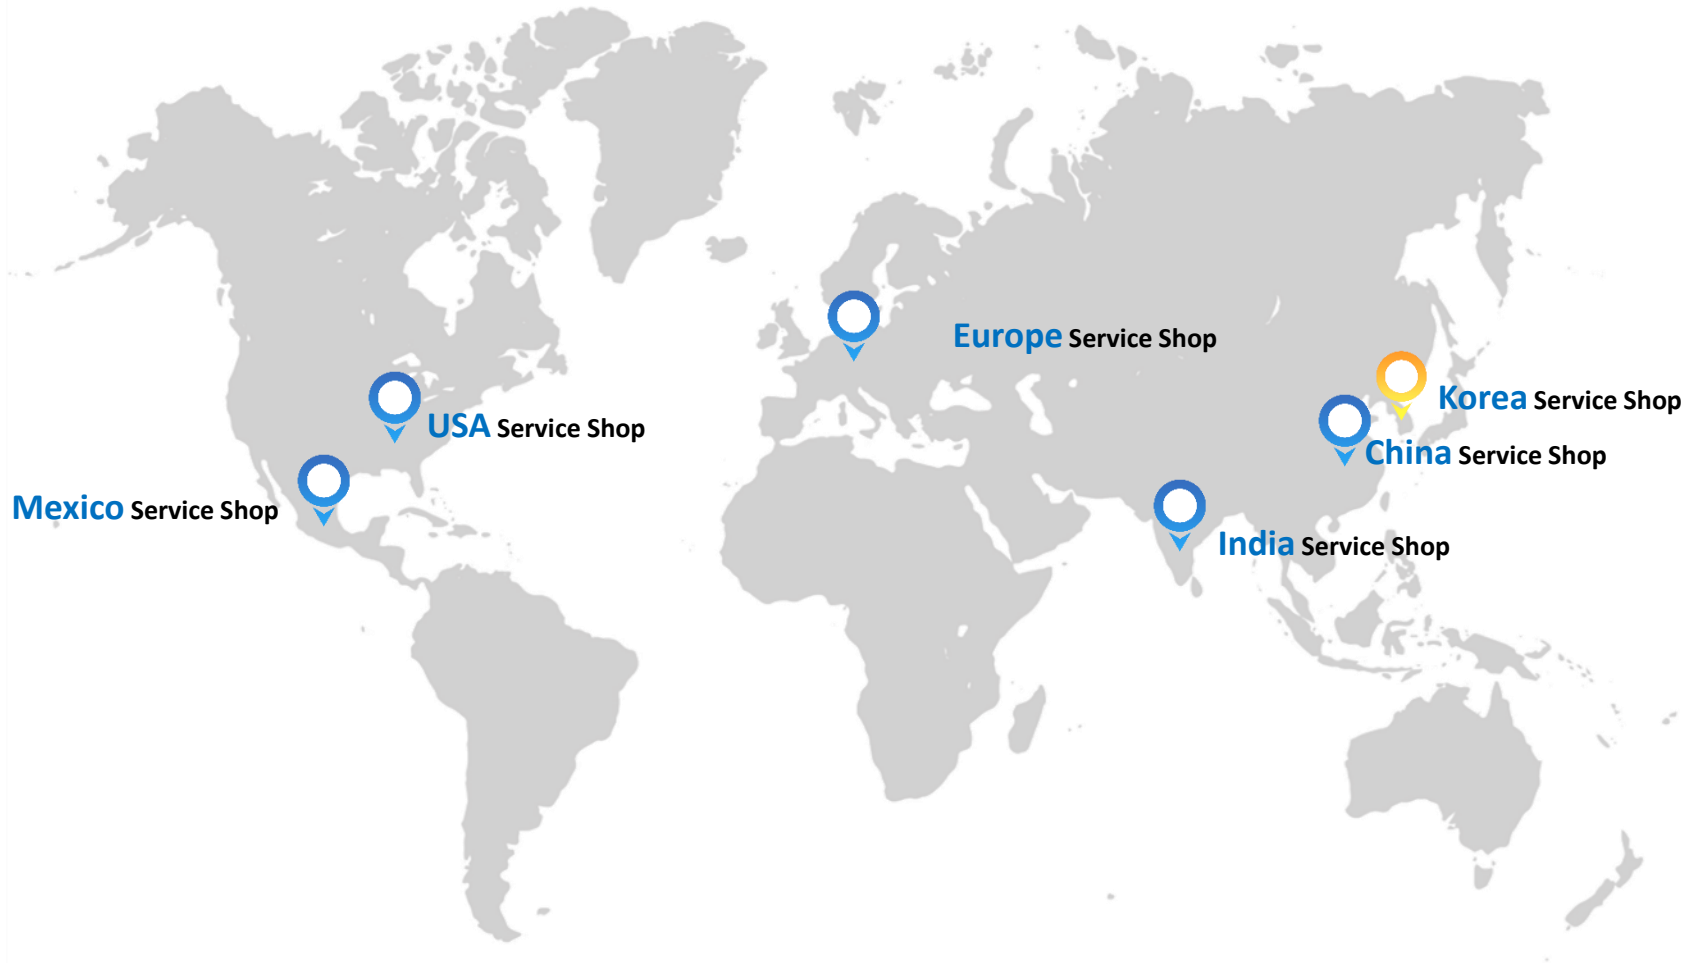 Europe Service Shop
Korea Service Shop
USA Service Shop
China Service Shop
Mexico Service Shop
India Service Shop